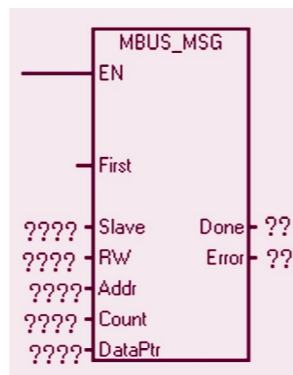 MBUS_MSG
EN
First
???? Slave Done ??
???? RW Error ??
???? Addr
???? Count
???? DataPtr